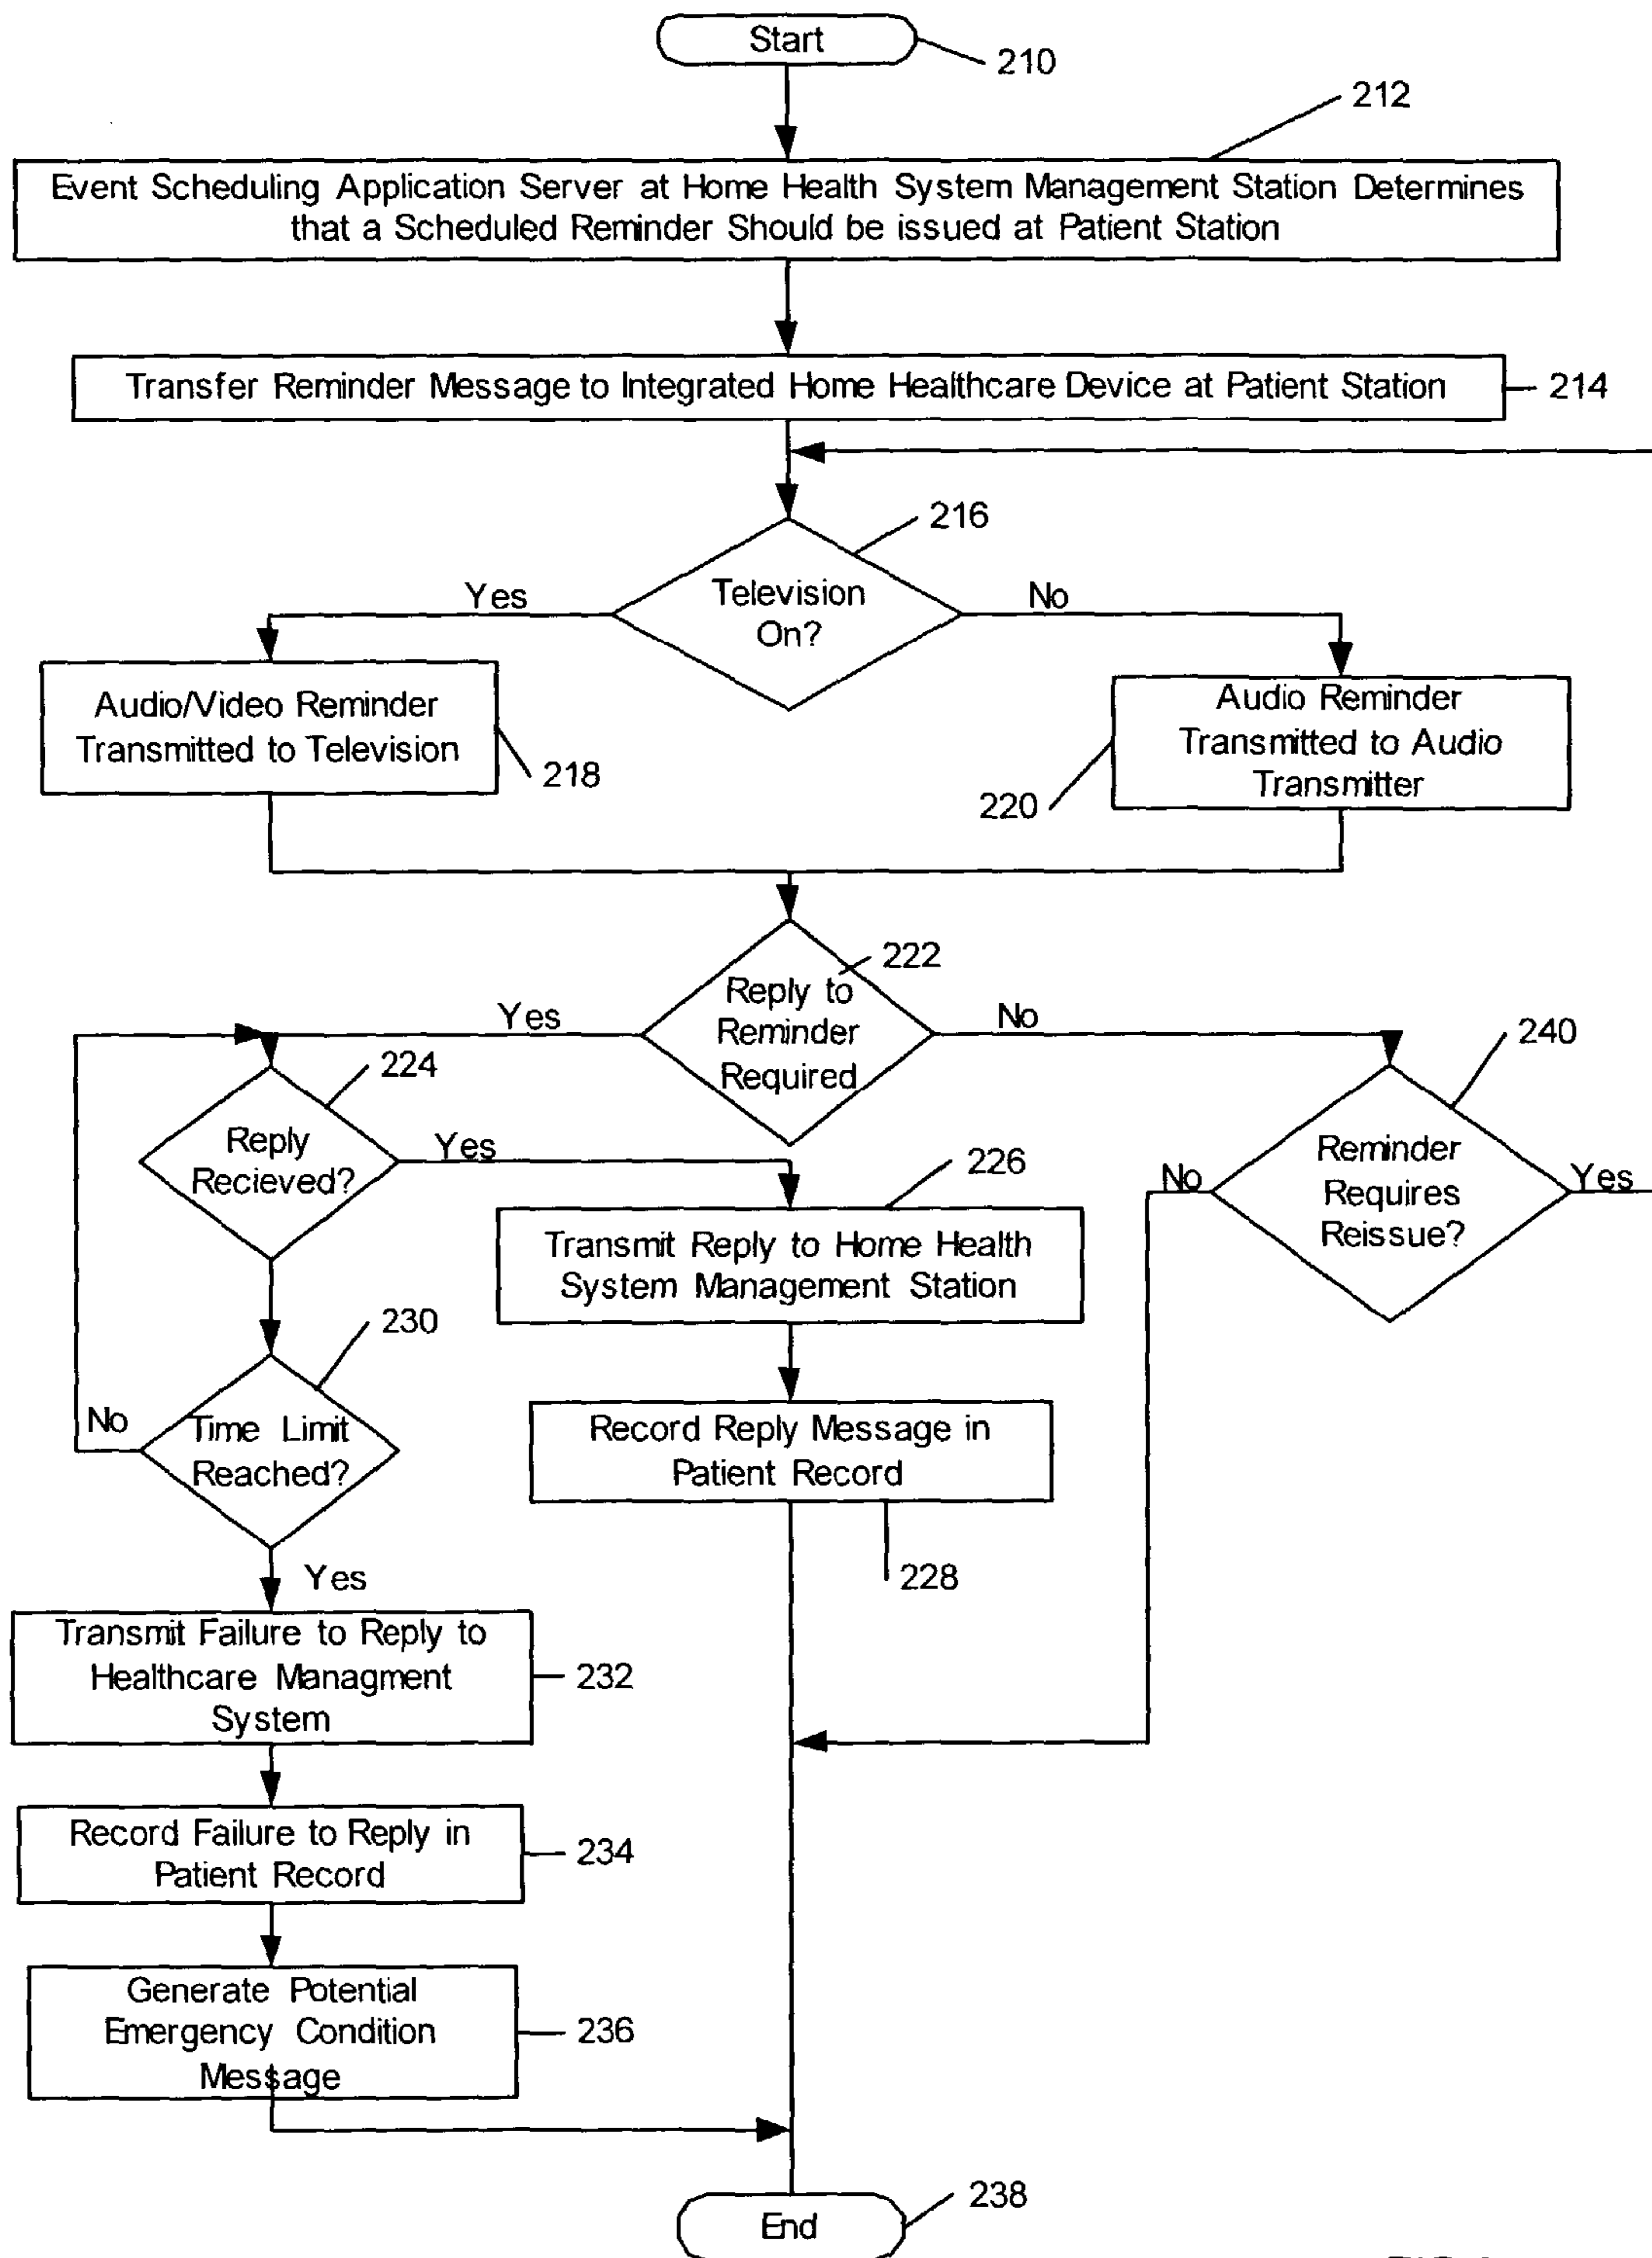 Start
210
212
Event Scheduling Application Server at Home Health System Management Station Determines
that a Scheduled Reminder Should be issued at Patient Station
Transfer Reminder Message to Integrated Home Healthcare Device at Patient Station
214
216
Television
On?
Yes
No
Audio/Video Reminder
Transmitted to Television
218
Audio Reminder
Transmitted to Audio
Transmitter
220
222
Reply to
Reminder
Required
Yes
No
224
Reply
Recieved?
Yes
240
Reminder
Requires
Reissue?
No
Yes
226
Transmit Reply to Home Health
System Management Station
230
Time Limit
Reached?
No
Yes
Record Reply Message in
Patient Record
228
Transmit Failure to Reply to
Healthcare Managment
System
232
Record Failure to Reply in
Patient Record
234
Generate Potential
Emergency Condition
Message
236
238
End